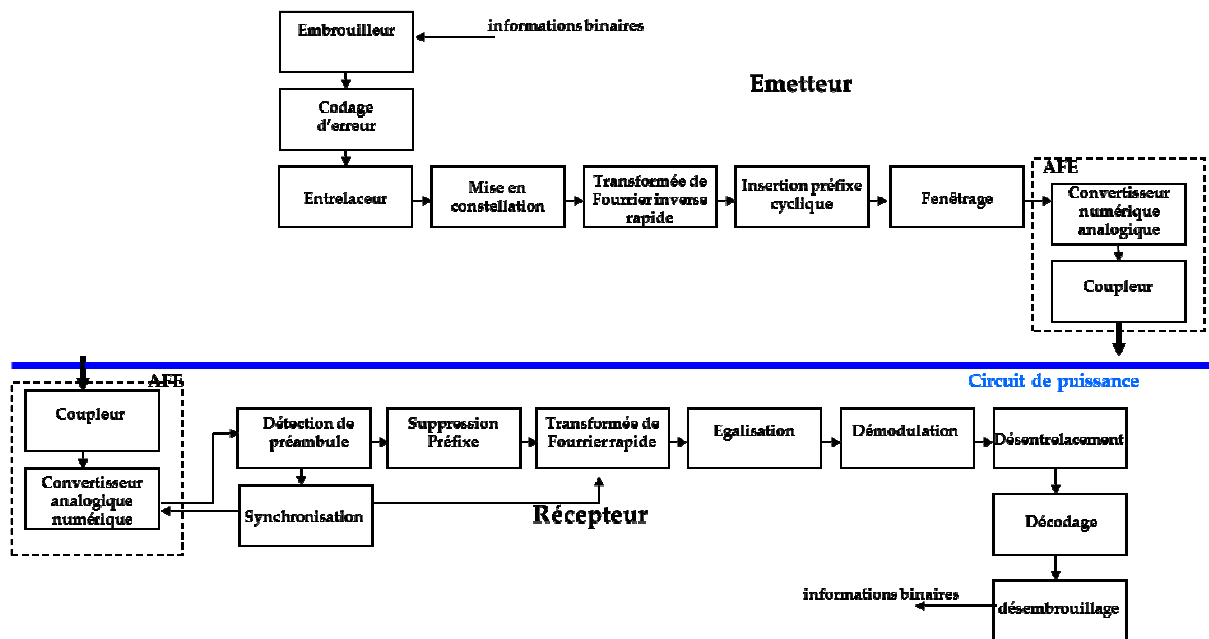 Embrouilleur
informations binaires
Emetteur
Codage
d'erreur
Entrelaceur
Mise en
constellation
Transformée de
Fourrier inverse
rapide
Insertion préfixe
cyclique
Fenêtrage
AFE
Convertisseur
numérique
analogique
Coupleur
Circuit de puissance
AFE
Coupleur
Convertisseur
analogique
numérique
Détection de
préambule
Suppression
Préfixe
Transformée de
Fourrier rapide
Egalisation
Démodulation
Désentrelacement
Synchronisation
Récepteur
Décodage
informations binaires
désembrouillage